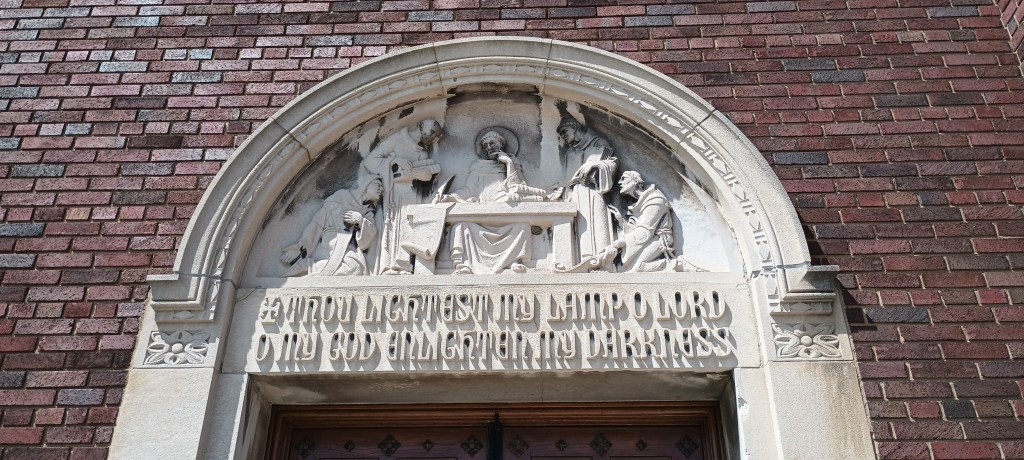 THOU LIGHTEST MY LAMP O LORD
O MY GOD ENLIGHTEN MY DARKNESS